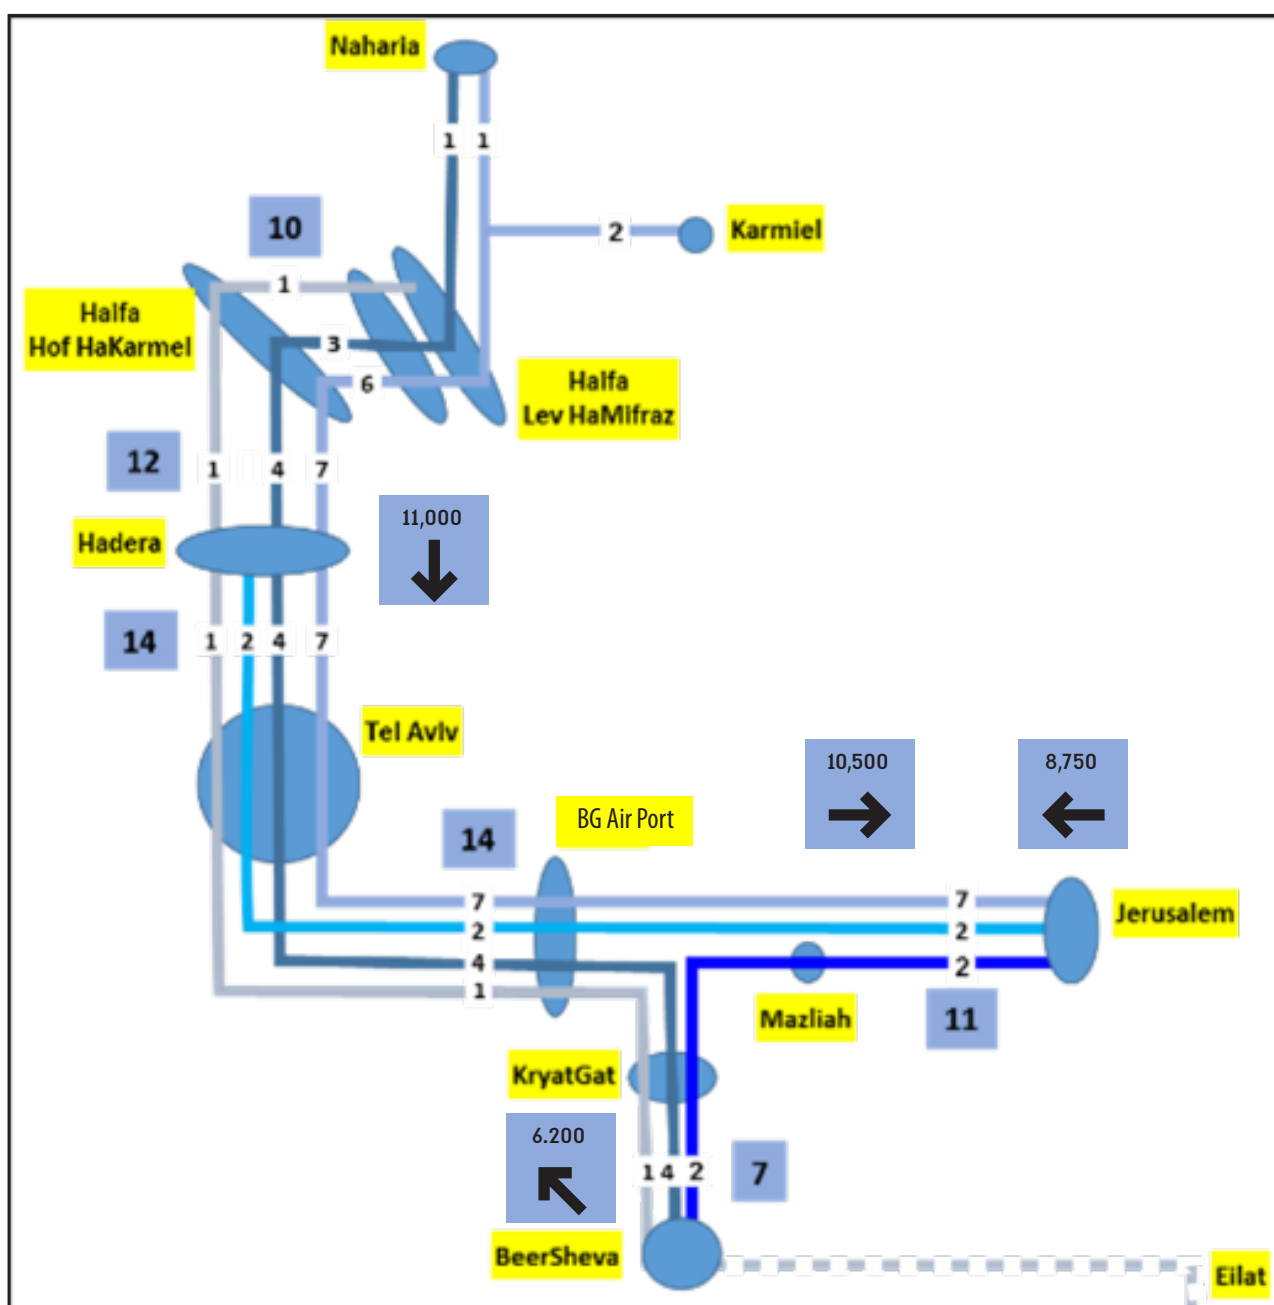 Naharia
1 1
10
2
Karmiel
1
Haifa
Hof HaKarmel
3
6
Haifa
Lev HaMifraz
12
1 4 7
Hadera
11,000
14
1 2 4 7
Tel Aviv
10,500
8,750
14
BG Air Port
7
2
4
1
7
2
2
Jerusalem
Mazliah
11
KryatGat
6.200
1 4 2
7
BeerSheva
Eilat